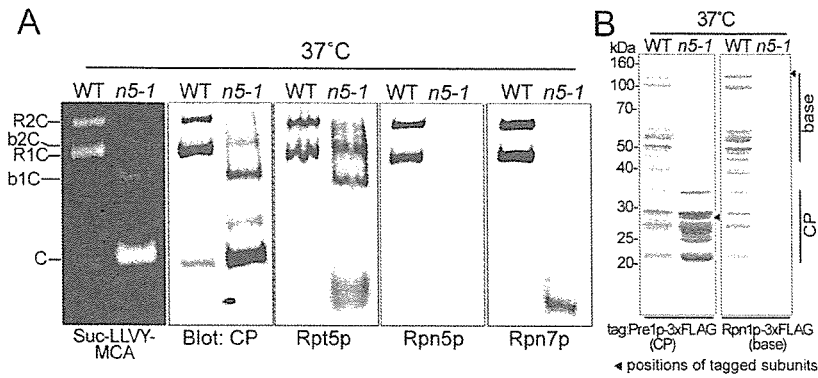 A
37°C
WT n5-1 WT n5-1 WT n5-1 WT n5-1 WT n5-1
R2C
b2C
R1C
b1C
C
Suc-LLVY-MCA
Blot: CP
Rpt5p
Rpn5p
Rpn7p
B
37°C
kDa WT n5-1 WT n5-1
160-
100-
70-
50-
40-
30-
25-
20-
base
CP
tag:Pre1p-3xFLAG (CP)
Rpn1p-3xFLAG (base)
◄ positions of tagged subunits